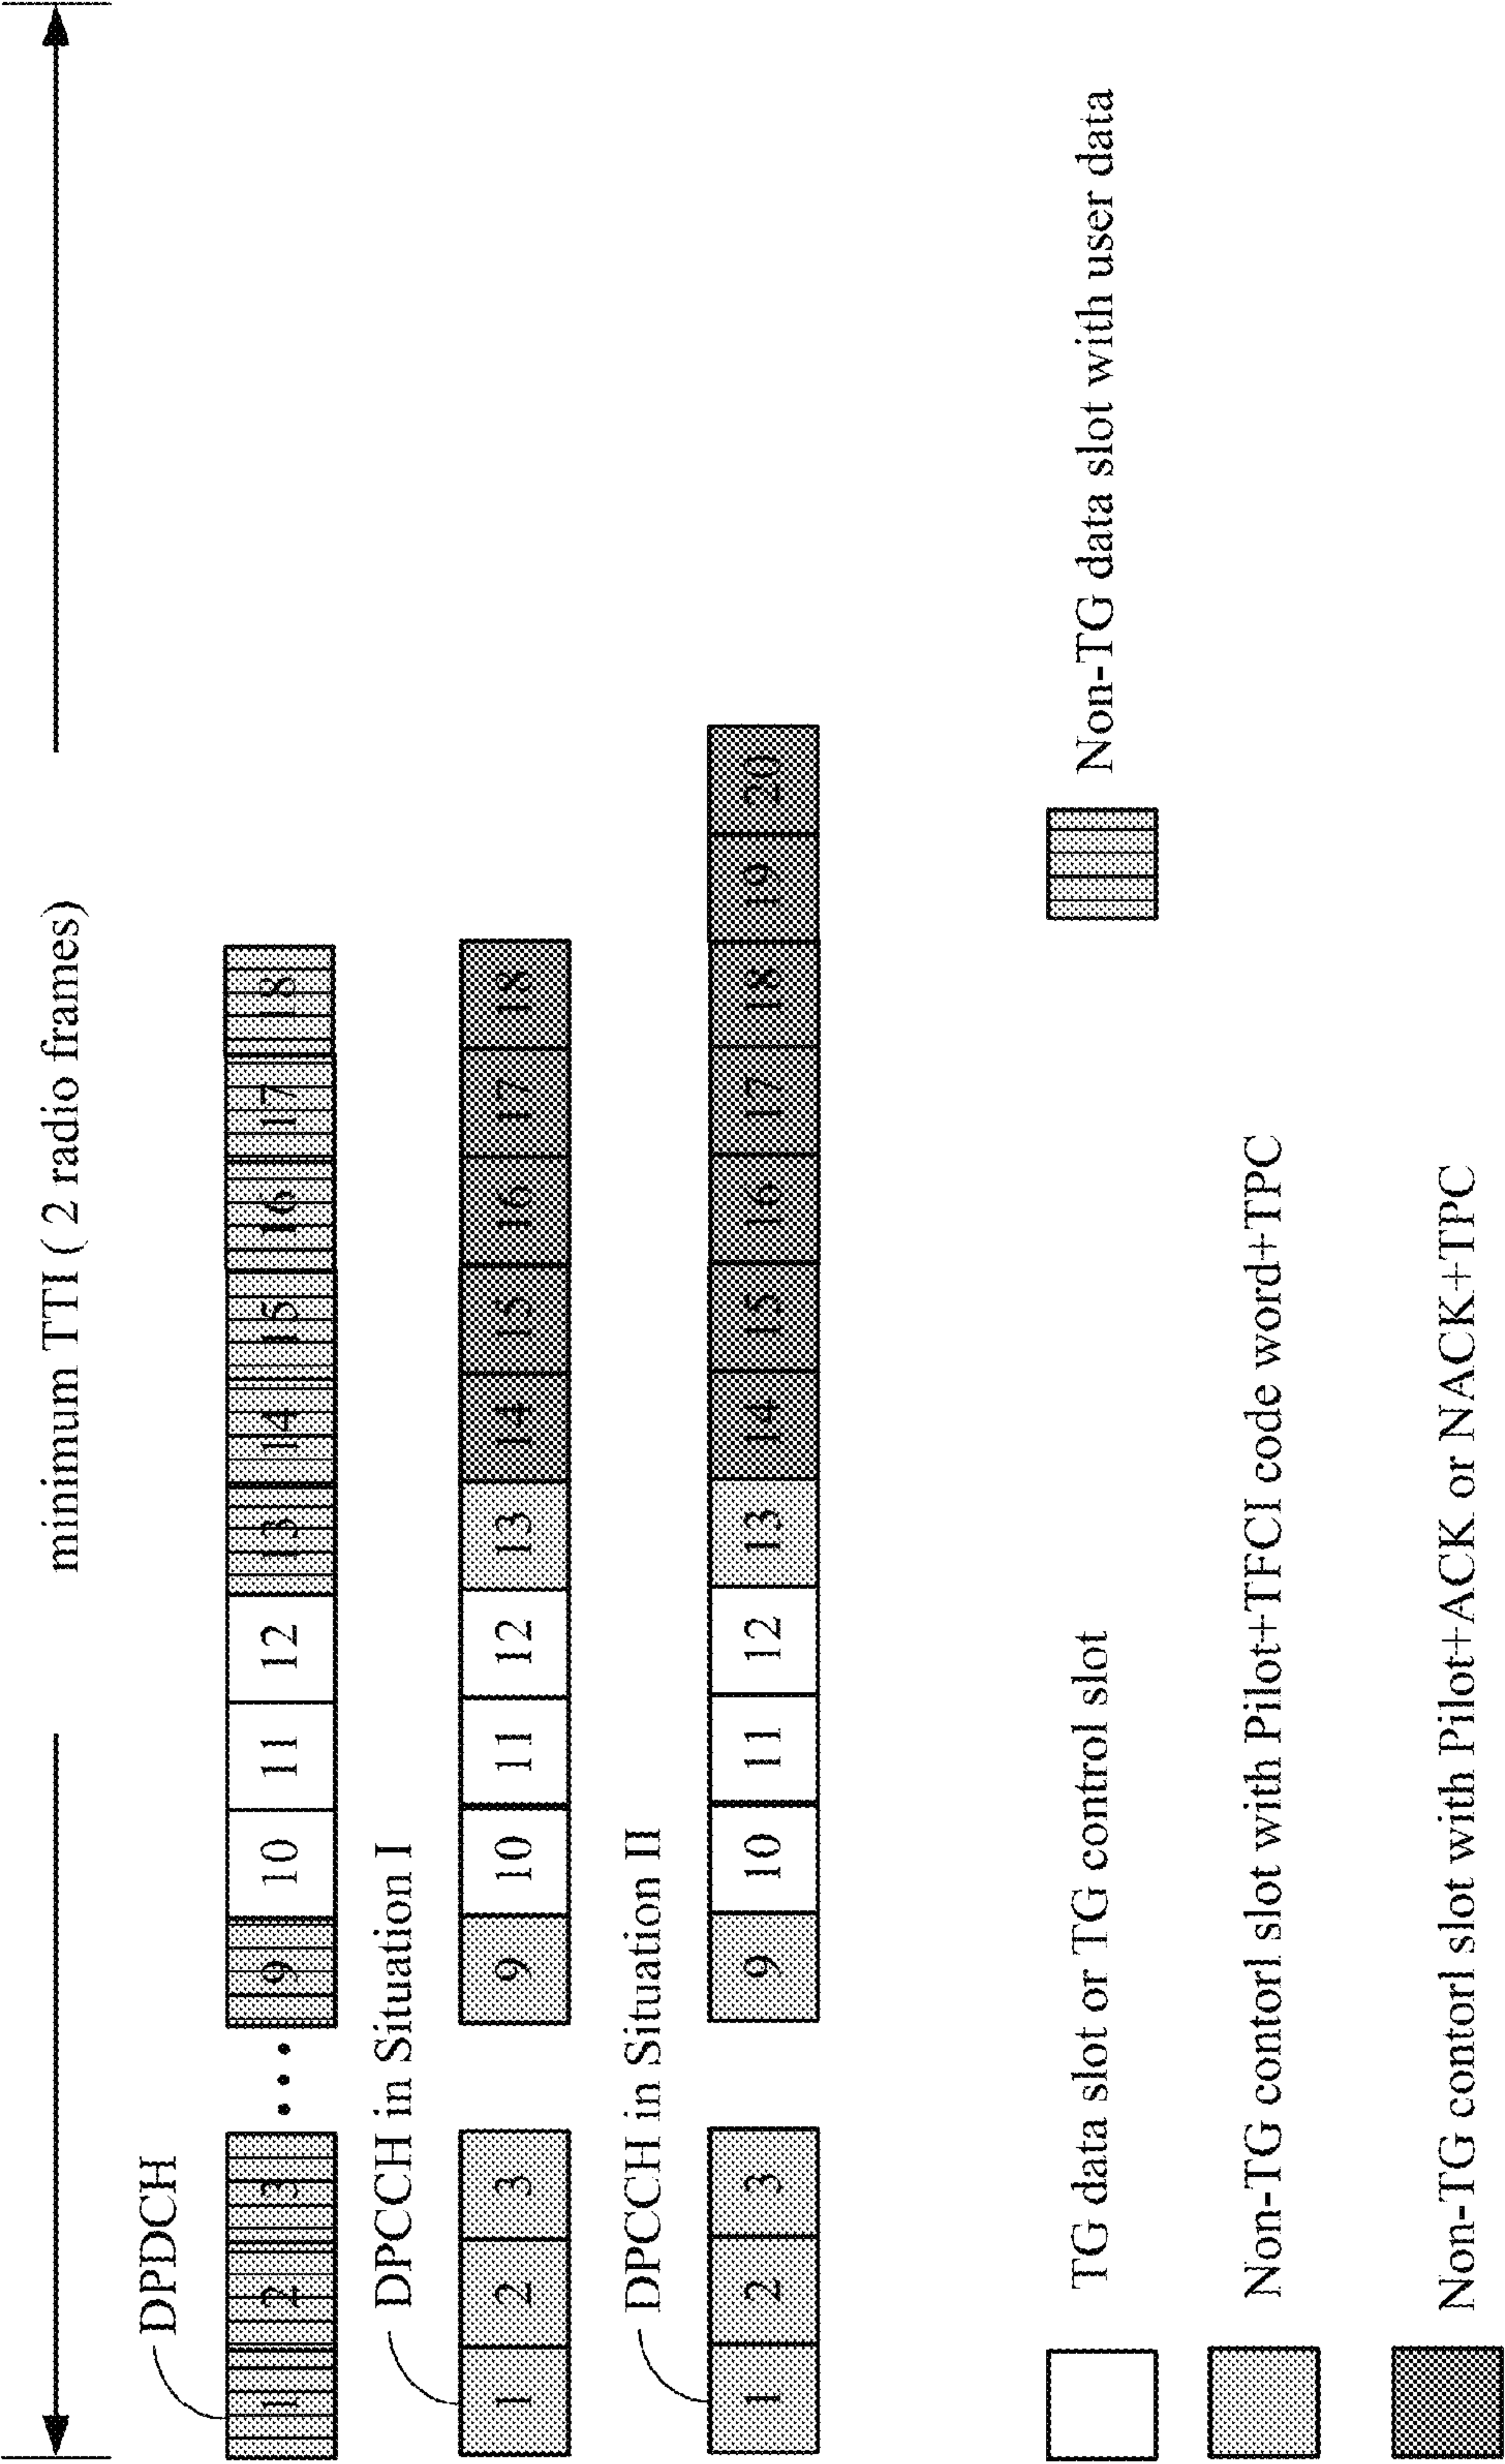 minimum TTI ( 2 radio frames)
DPDCH
1 2 3 ••• 9 10 11 12 13 14 15 16 17 18
DPCCH in Situation I
1 2 3 9 10 11 12 13 14 15 16 17 18
DPCCH in Situation II
1 2 3 9 10 11 12 13 14 15 16 17 18 19 20
TG data slot or TG control slot
Non-TG data slot with user data
Non-TG contorl slot with Pilot+TFCI code word+TPC
Non-TG contorl slot with Pilot+ACK or NACK+TPC